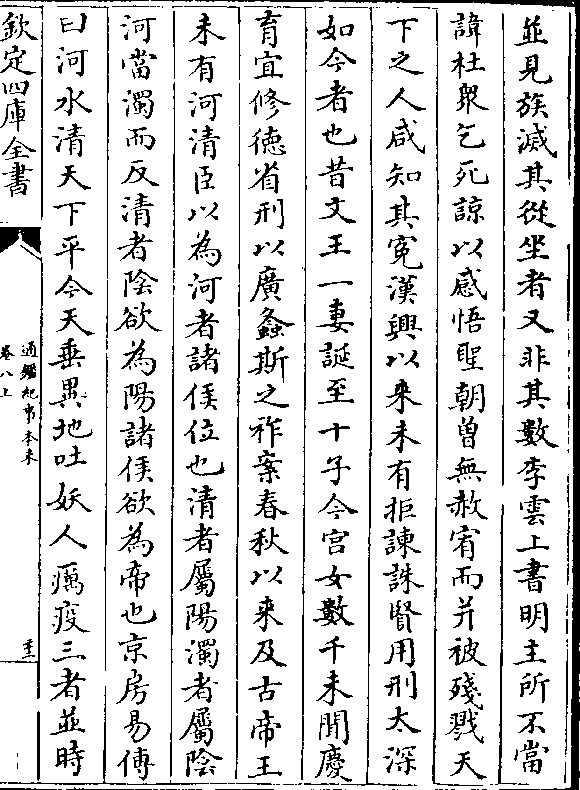 並見族滅其從坐者又非其數李雲上書明主所不當
諱杜衆乞死諒以感悟聖朝曾無赦宥而并被殘戮天
下之人咸知其寃漢興以來未有拒諫誅賢用刑太深
如今者也昔文王一妻誕至十子今宫女數千未聞慶
育宜修德省刑以廣螽斯之祚案春秋以來及古帝王
未有河清臣以為河者諸侯位也清者屬陽濁者屬陰
河當濁而反清者陰欲為陽諸侯欲為帝也京房易傳
曰河水清天下平今天垂異地吐妖人癘疫三者並時
欽定四庫全書
通鑑紀事本末
卷八上